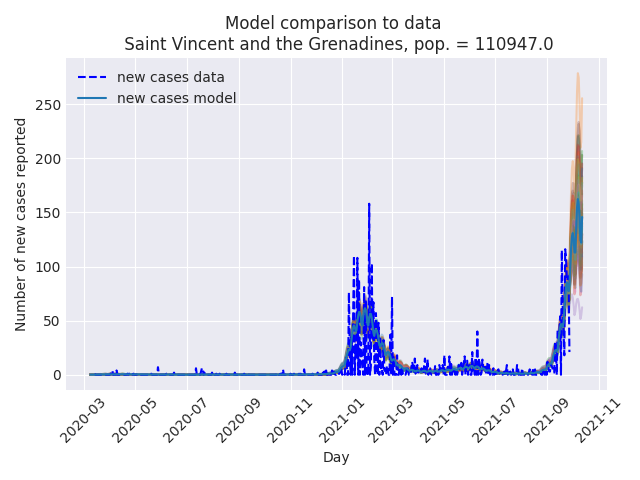 Model comparison to data
Saint Vincent and the Grenadines, pop. = 110947.0
new cases data
new cases model
Number of new cases reported
250
200
150
100
50
0
2020-03
2020-05
2020-07
2020-09
2020-11
2021-01
2021-03
2021-05
2021-07
2021-09
2021-11
Day